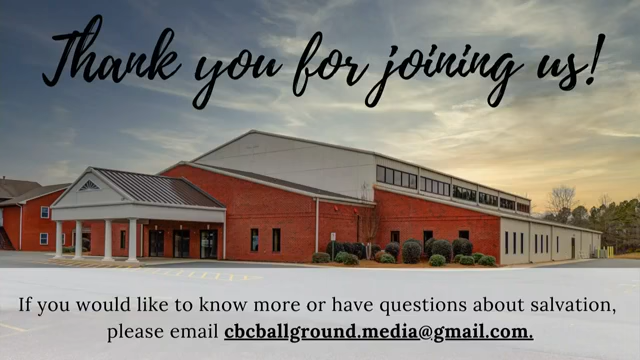 Thank you for joining us!
If you would like to know more or have questions about salvation,
please email cbcballground.media@gmail.com.